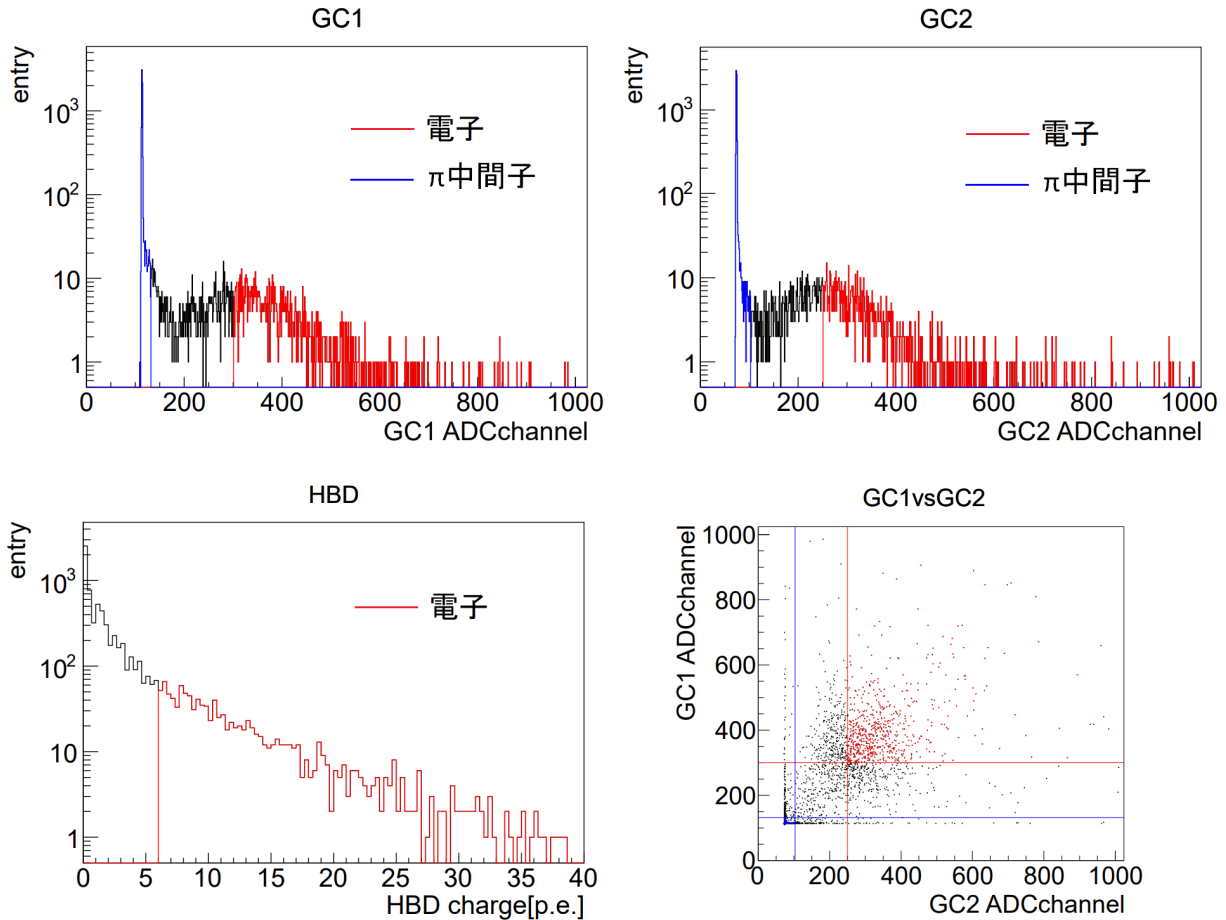 GC1
entry
10³
10²
10
1
電子
π中間子
0 200 400 600 800 1000
GC1 ADCchannel
GC2
entry
10³
10²
10
1
電子
π中間子
0 200 400 600 800 1000
GC2 ADCchannel
HBD
entry
10³
10²
10
1
電子
0 5 10 15 20 25 30 35 40
HBD charge[p.e.]
GC1vsGC2
GC1 ADCchannel
1000
800
600
400
200
0
0 200 400 600 800 1000
GC2 ADCchannel